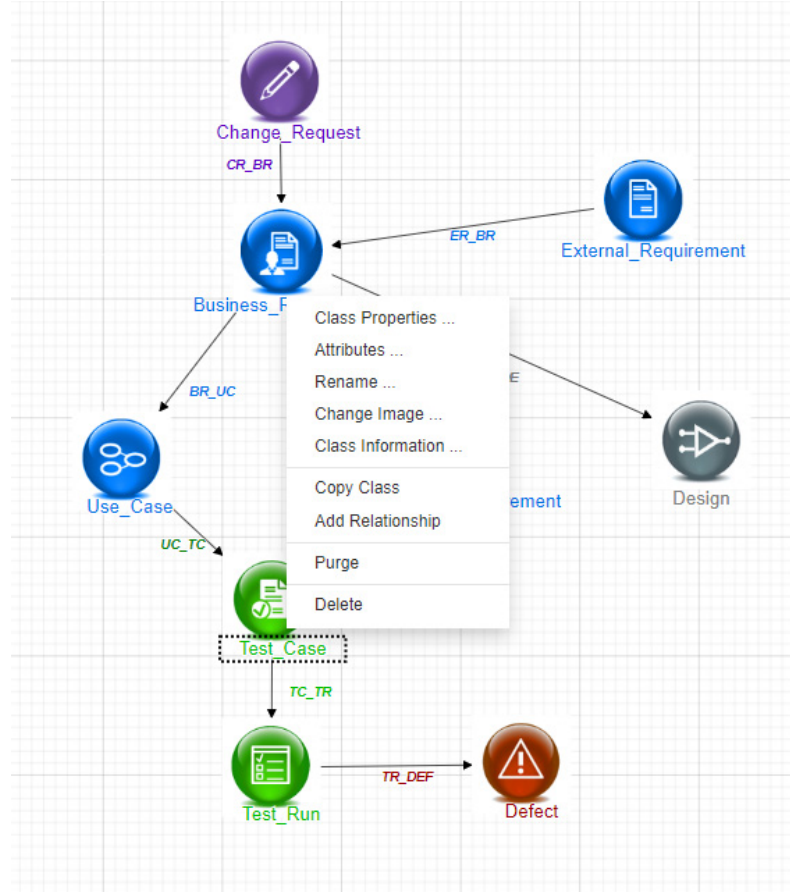 Change_Request
CR_BR
ER_BR
External_Requirement
Business_
Class Properties ...
Attributes ...
Rename ...
Change Image ...
Class Information ...
Copy Class
Add Relationship
Purge
Delete
BR_UC
E
ement
Use_Case
Design
UC_TC
Test_Case
TC_TR
Test_Run
TR_DEF
Defect